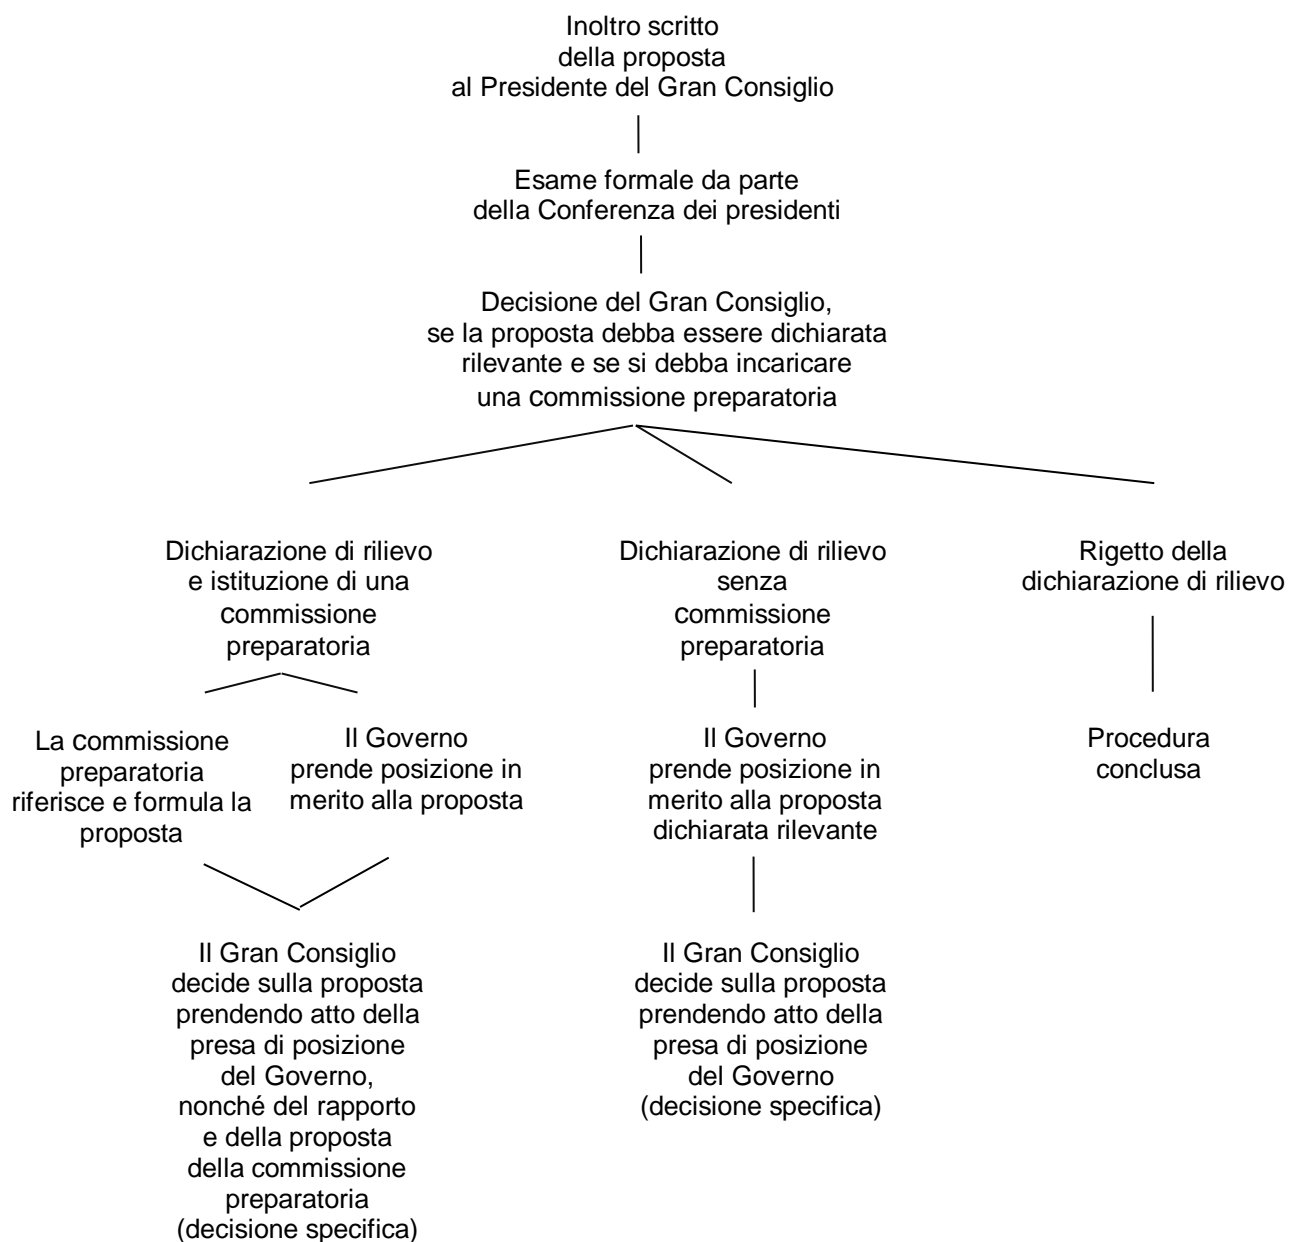 Inoltro scritto
della proposta
al Presidente del Gran Consiglio
Esame formale da parte
della Conferenza dei presidenti
Decisione del Gran Consiglio,
se la proposta debba essere dichiarata
rilevante e se si debba incaricare
una commissione preparatoria
Dichiarazione di rilievo
e istituzione di una
commissione
preparatoria
Dichiarazione di rilievo
senza
commissione
preparatoria
Rigetto della
dichiarazione di rilievo
La commissione
preparatoria
riferisce e formula la
proposta
Il Governo
prende posizione in
merito alla proposta
Il Governo
prende posizione in
merito alla proposta
dichiarata rilevante
Procedura
conclusa
Il Gran Consiglio
decide sulla proposta
prendendo atto della
presa di posizione
del Governo,
nonché del rapporto
e della proposta
della commissione
preparatoria
(decisione specifica)
Il Gran Consiglio
decide sulla proposta
prendendo atto della
presa di posizione
del Governo
(decisione specifica)